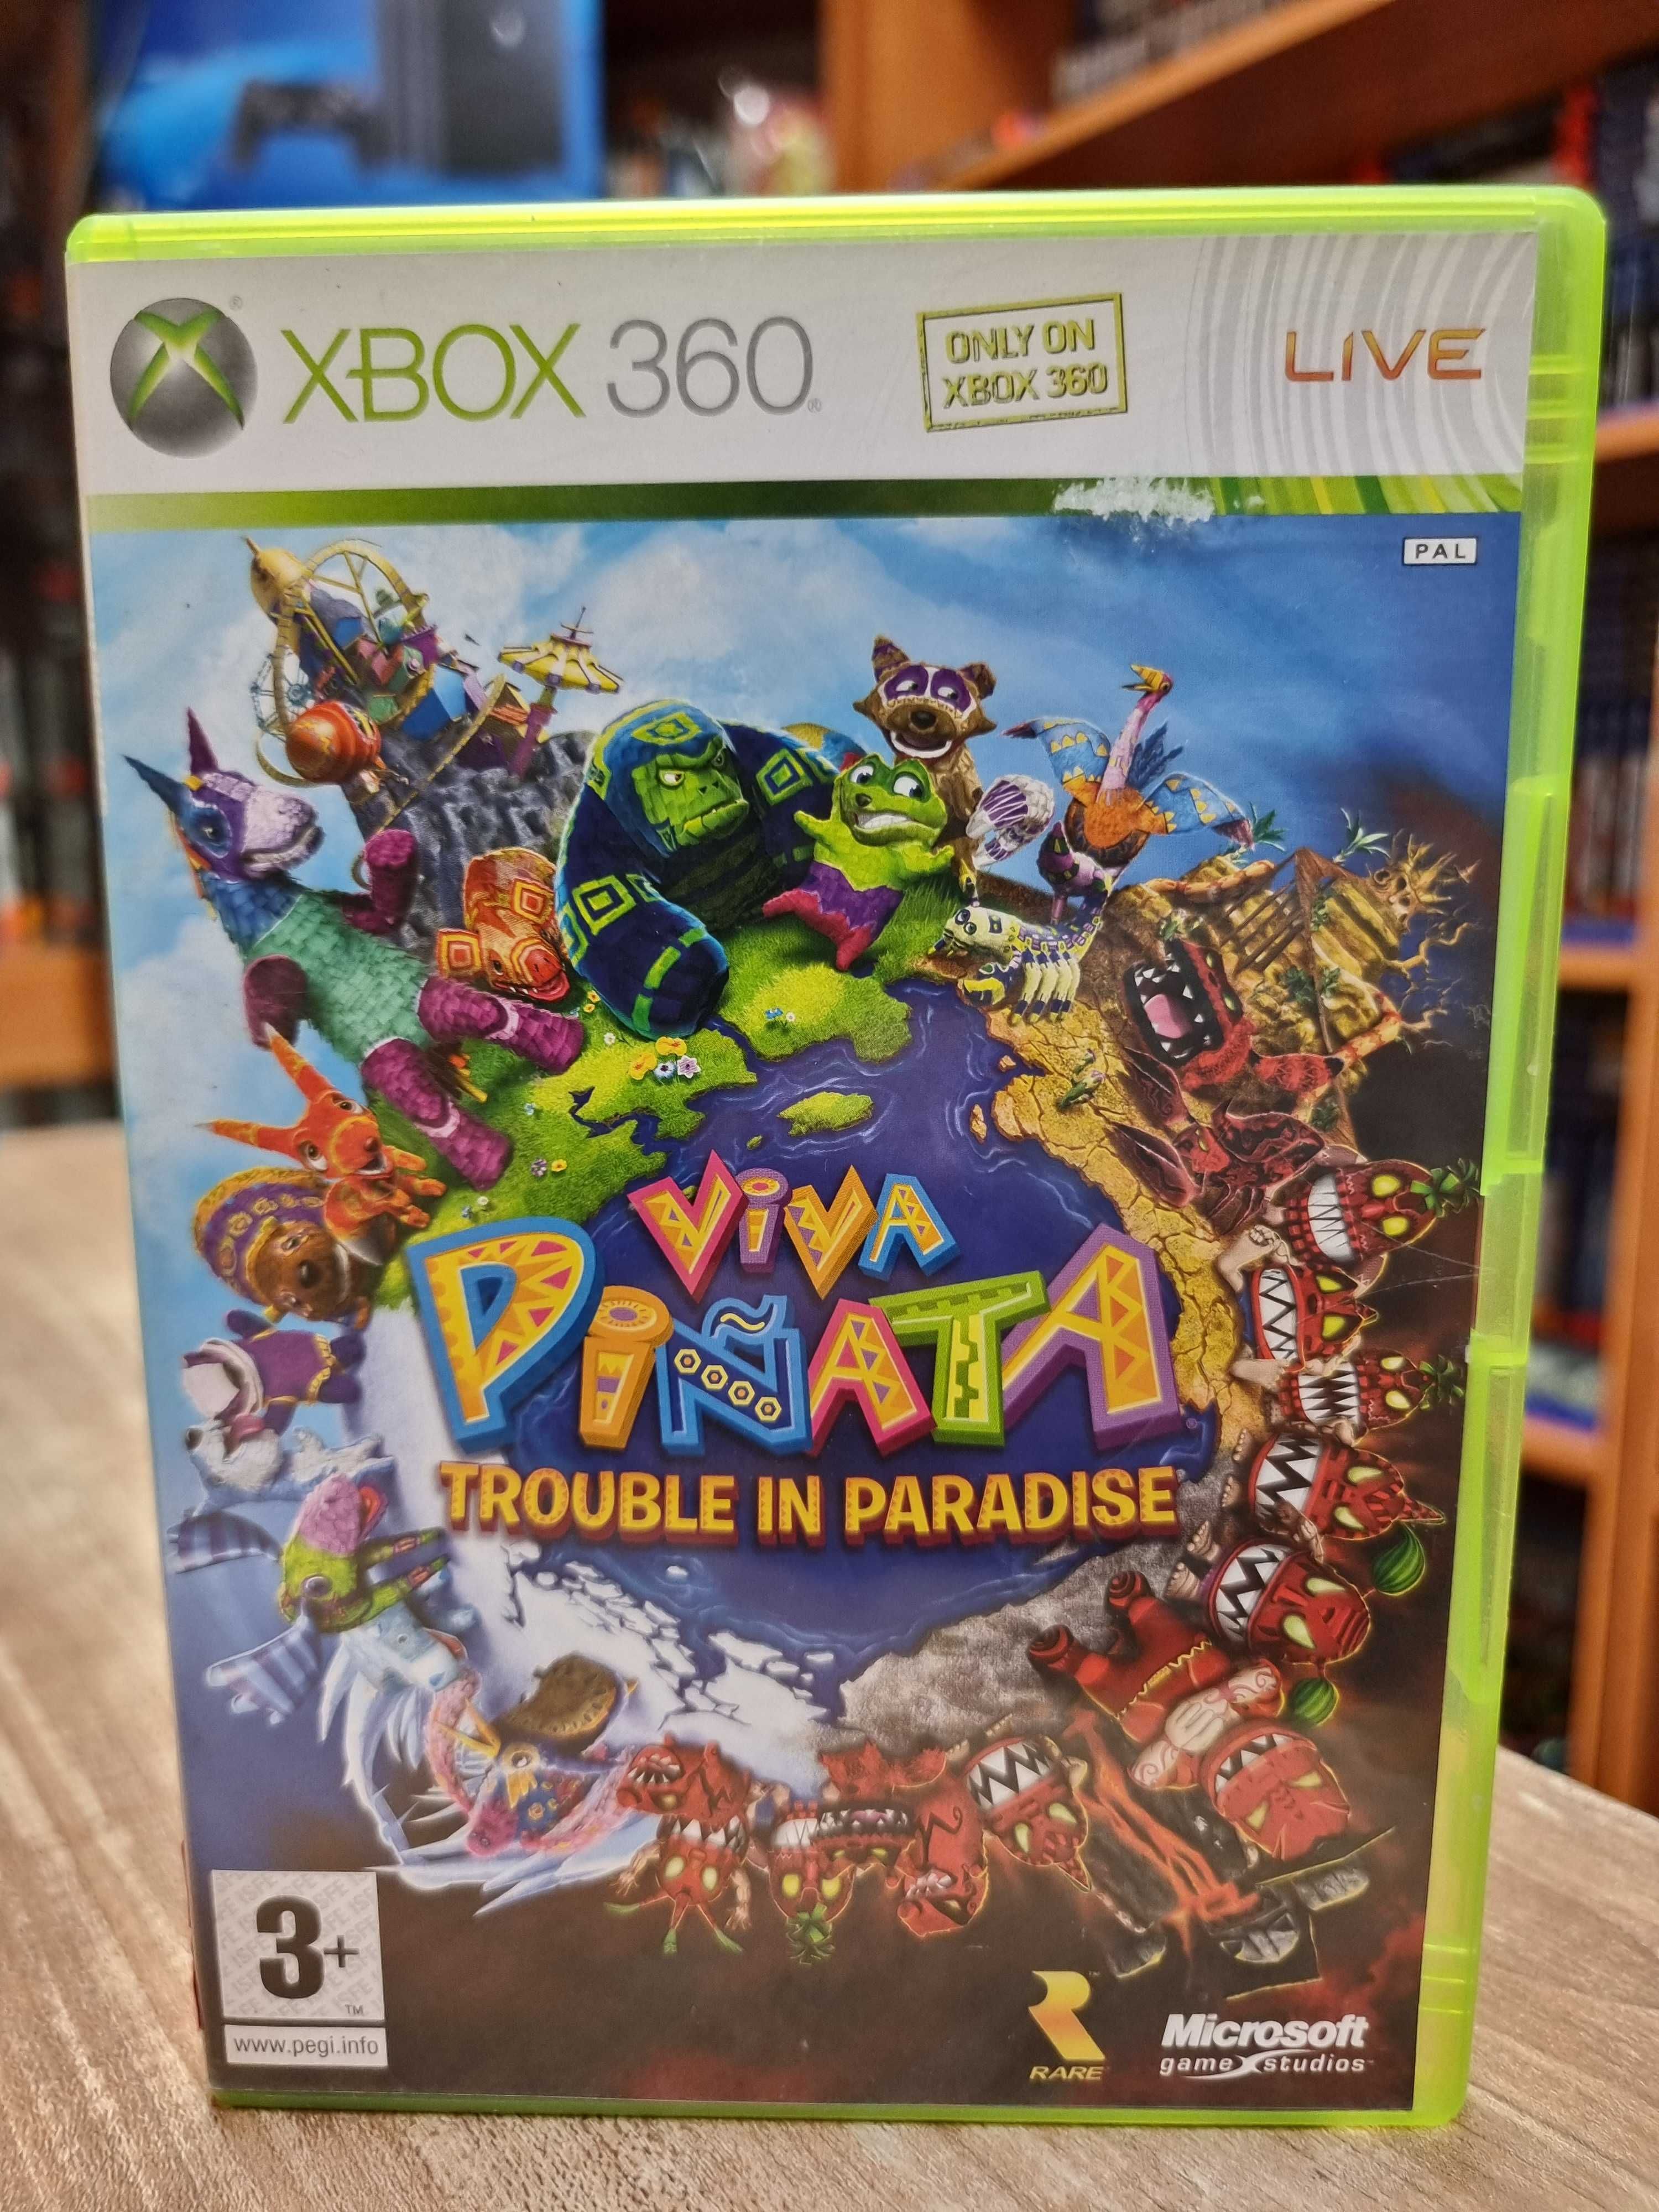 XBOX 360®
ONLY ON
XBOX 360
LIVE
PAL
VIVA
PIÑATA
TROUBLE IN PARADISE
3+
™
www.pegi.info
RARE
Microsoft
game studios